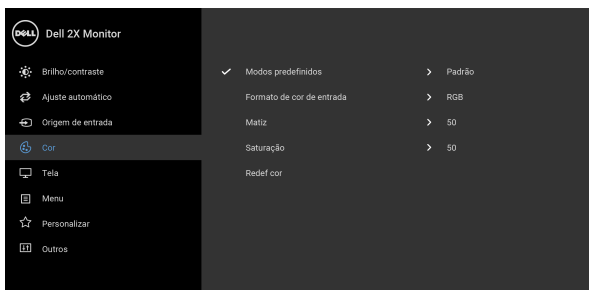 DELL Dell 2X Monitor
Brilho/contraste
Modos predefinidos Padrão
Ajuste automático
Formato de cor de entrada RGB
Origem de entrada
Matiz 50
Cor
Saturação 50
Tela
Redef cor
Menu
Personalizar
Outros